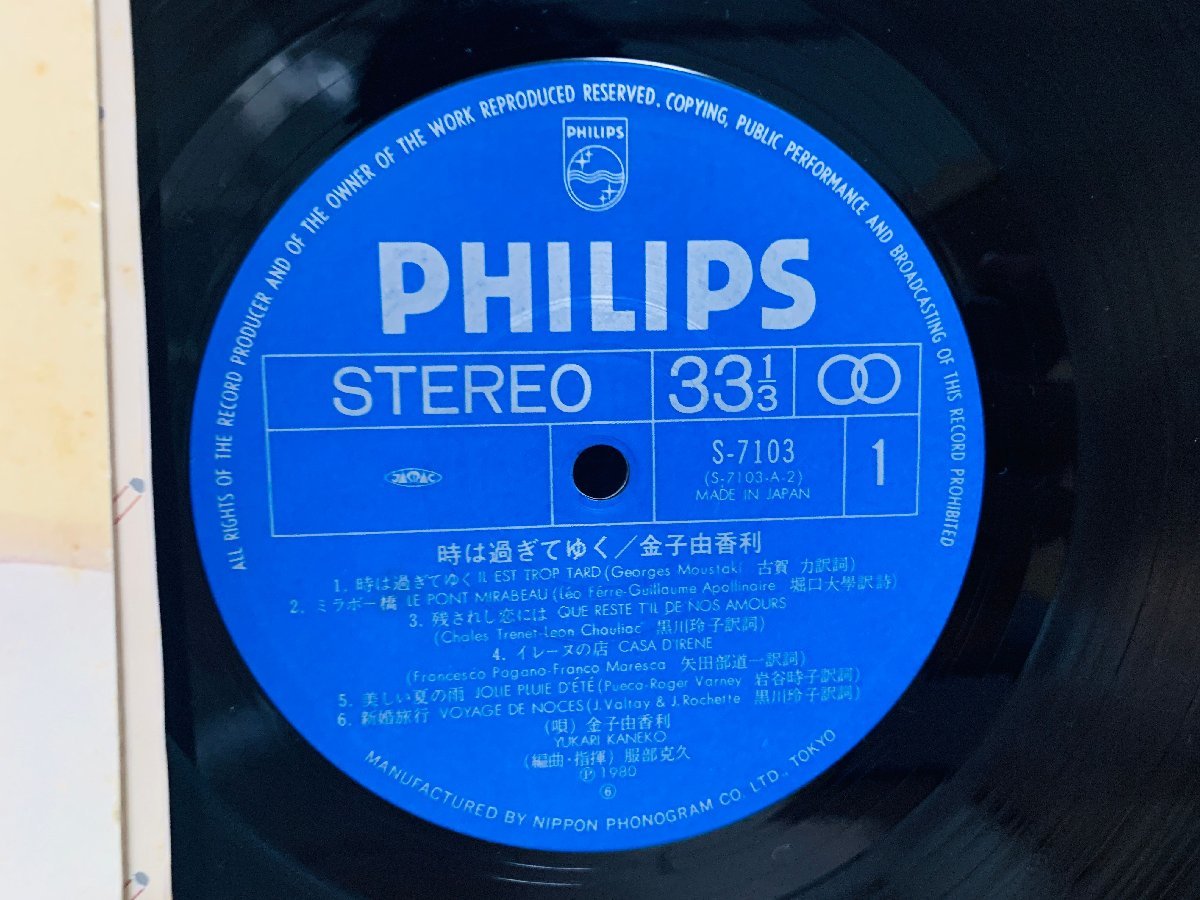 ALL RIGHTS OF THE RECORD PRODUCER AND OF THE OWNER OF THE WORK REPRODUCED RESERVED. COPYING, PUBLIC PERFORMANCE AND BROADCASTING OF THIS RECORD PROHIBITED
PHILIPS
PHILIPS
STEREO
33 1/3
S-7103
(S-7103-A-2)
MADE IN JAPAN
1
JASRAC
時は過ぎてゆく/金子由香利
1. 時は過ぎてゆく IL EST TROP TARD (Georges Moustaki 古賀 力訳詞)
2. ミラボー橋 LE PONT MIRABEAU (Léo Férre-Guillaume Apollinaire 堀口大學訳詩)
3. 残されし恋には QUE RESTE T'IL DE NOS AMOURS
(Chales Trenet-Leon Chauliac 黒川玲子訳詞)
4. イレーヌの店 CASA D'IRENE
(Francesco Pagano-Franco Maresca 矢田部道一訳詞)
5. 美しい夏の雨 JOLIE PLUIE D'ÉTÉ (Pueca-Roger Varney 岩谷時子訳詞)
6. 新婚旅行 VOYAGE DE NOCES (J. Valtay & J. Rochette 黒川玲子訳詞)
(唄) 金子由香利
YUKARI KANEKO
(編曲・指揮) 服部克久
Ⓟ1980
⑥
MANUFACTURED BY NIPPON PHONOGRAM CO. LTD., TOKYO